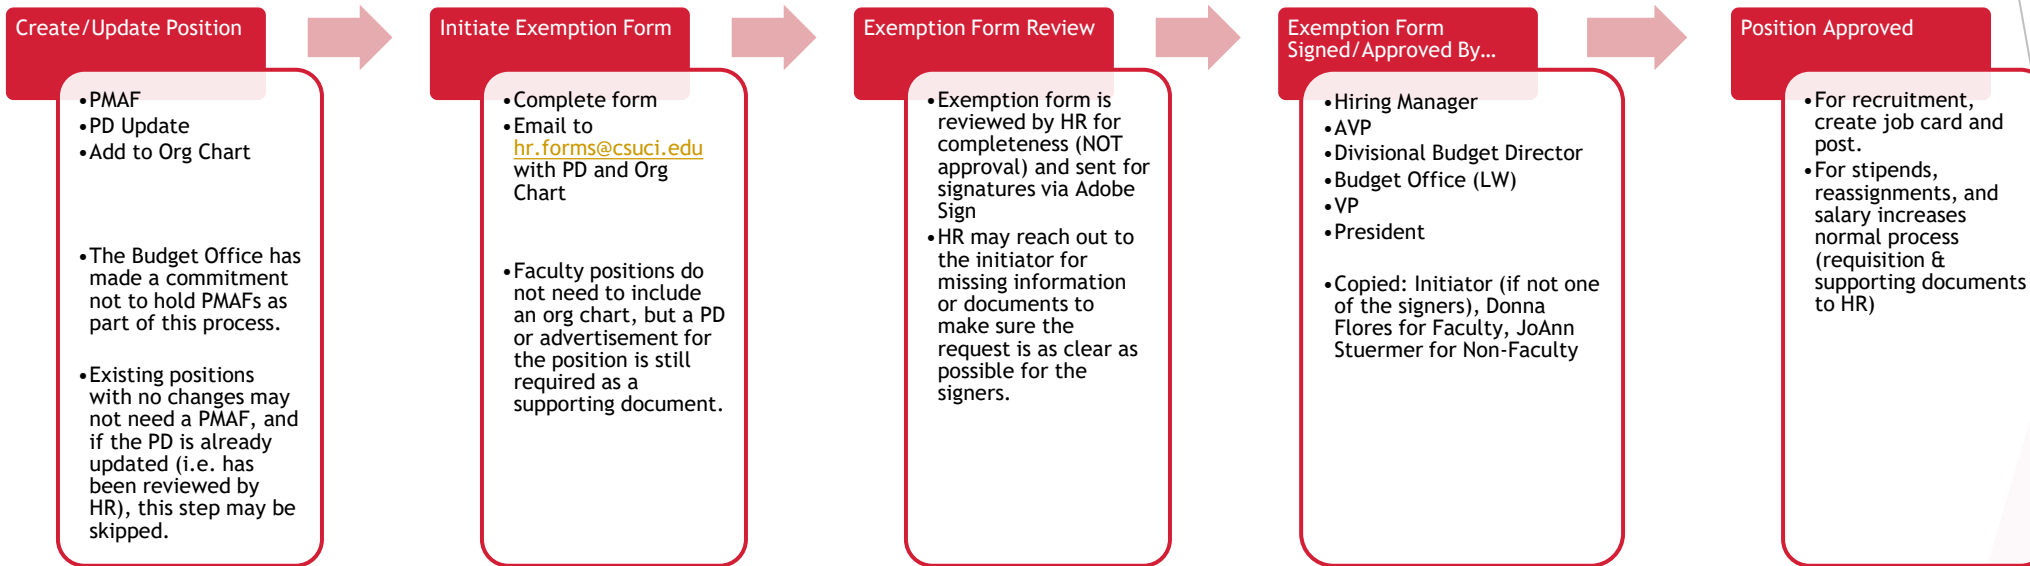 Create/Update Position
•PMAF
•PD Update
•Add to Org Chart
•The Budget Office has
made a commitment
not to hold PMAFs as
part of this process.
•Existing positions
with no changes may
not need a PMAF, and
if the PD is already
updated (i.e. has
been reviewed by
HR), this step may be
skipped.
Initiate Exemption Form
•Complete form
•Email to
hr.forms@csuci.edu
with PD and Org
Chart
•Faculty positions do
not need to include
an org chart, but a PD
or advertisement for
the position is still
required as a
supporting document.
Exemption Form Review
•Exemption form is
reviewed by HR for
completeness (NOT
approval) and sent for
signatures via Adobe
Sign
•HR may reach out to
the initiator for
missing information
or documents to
make sure the
request is as clear as
possible for the
signers.
Exemption Form
Signed/Approved By…
•Hiring Manager
•AVP
•Divisional Budget Director
•Budget Office (LW)
•VP
•President
•Copied: Initiator (if not one
of the signers), Donna
Flores for Faculty, JoAnn
Stuermer for Non-Faculty
Position Approved
•For recruitment,
create job card and
post.
•For stipends,
reassignments, and
salary increases
normal process
(requisition &
supporting documents
to HR)